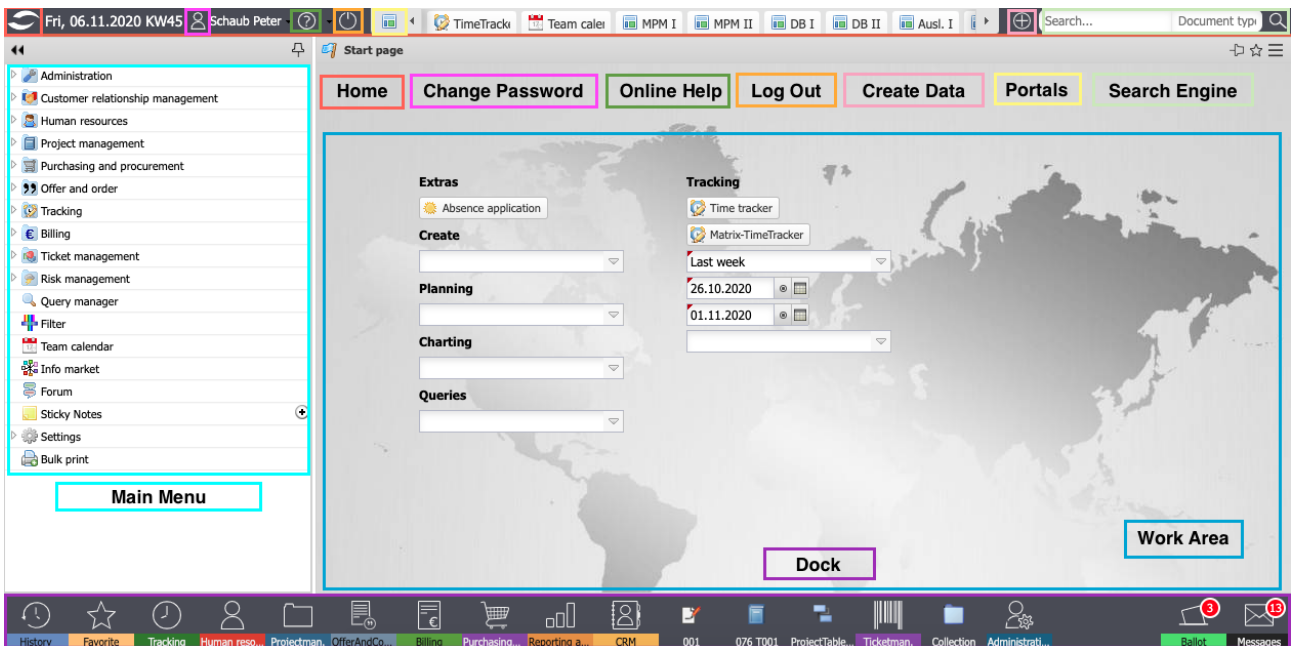 Fri, 06.11.2020 KW45 Schaub Peter TimeTracke Team caler MPM I MPM II DB I DB II Ausl. I Search... Document type
Start page
Home Change Password Online Help Log Out Create Data Portals Search Engine
Administration
Customer relationship management
Human resources
Project management
Purchasing and procurement
Offer and order
Tracking
Billing
Ticket management
Risk management
Query manager
Filter
Team calendar
Info market
Forum
Sticky Notes
Settings
Bulk print
Main Menu
Extras
Absence application
Create
Planning
Charting
Queries
Tracking
Time tracker
Matrix-TimeTracker
Last week
26.10.2020
01.11.2020
Work Area
Dock
3 13
History Favorite Tracking Human reso... Projectman. OfferAndCo... Billing Purchasing... Reporting a... CRM 001 076 T001 ProjectTable... Ticketman. Collection Administrati... Ballot Messages